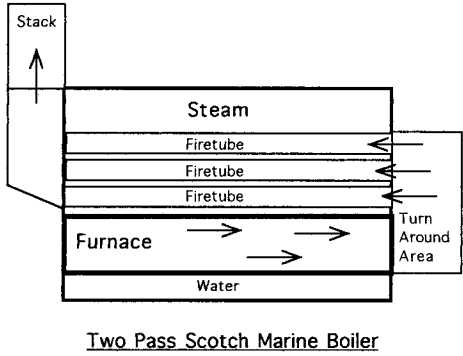 Stack
Steam
Firetube
Firetube
Firetube
Turn
Around
Area
Furnace
Water
Two Pass Scotch Marine Boiler